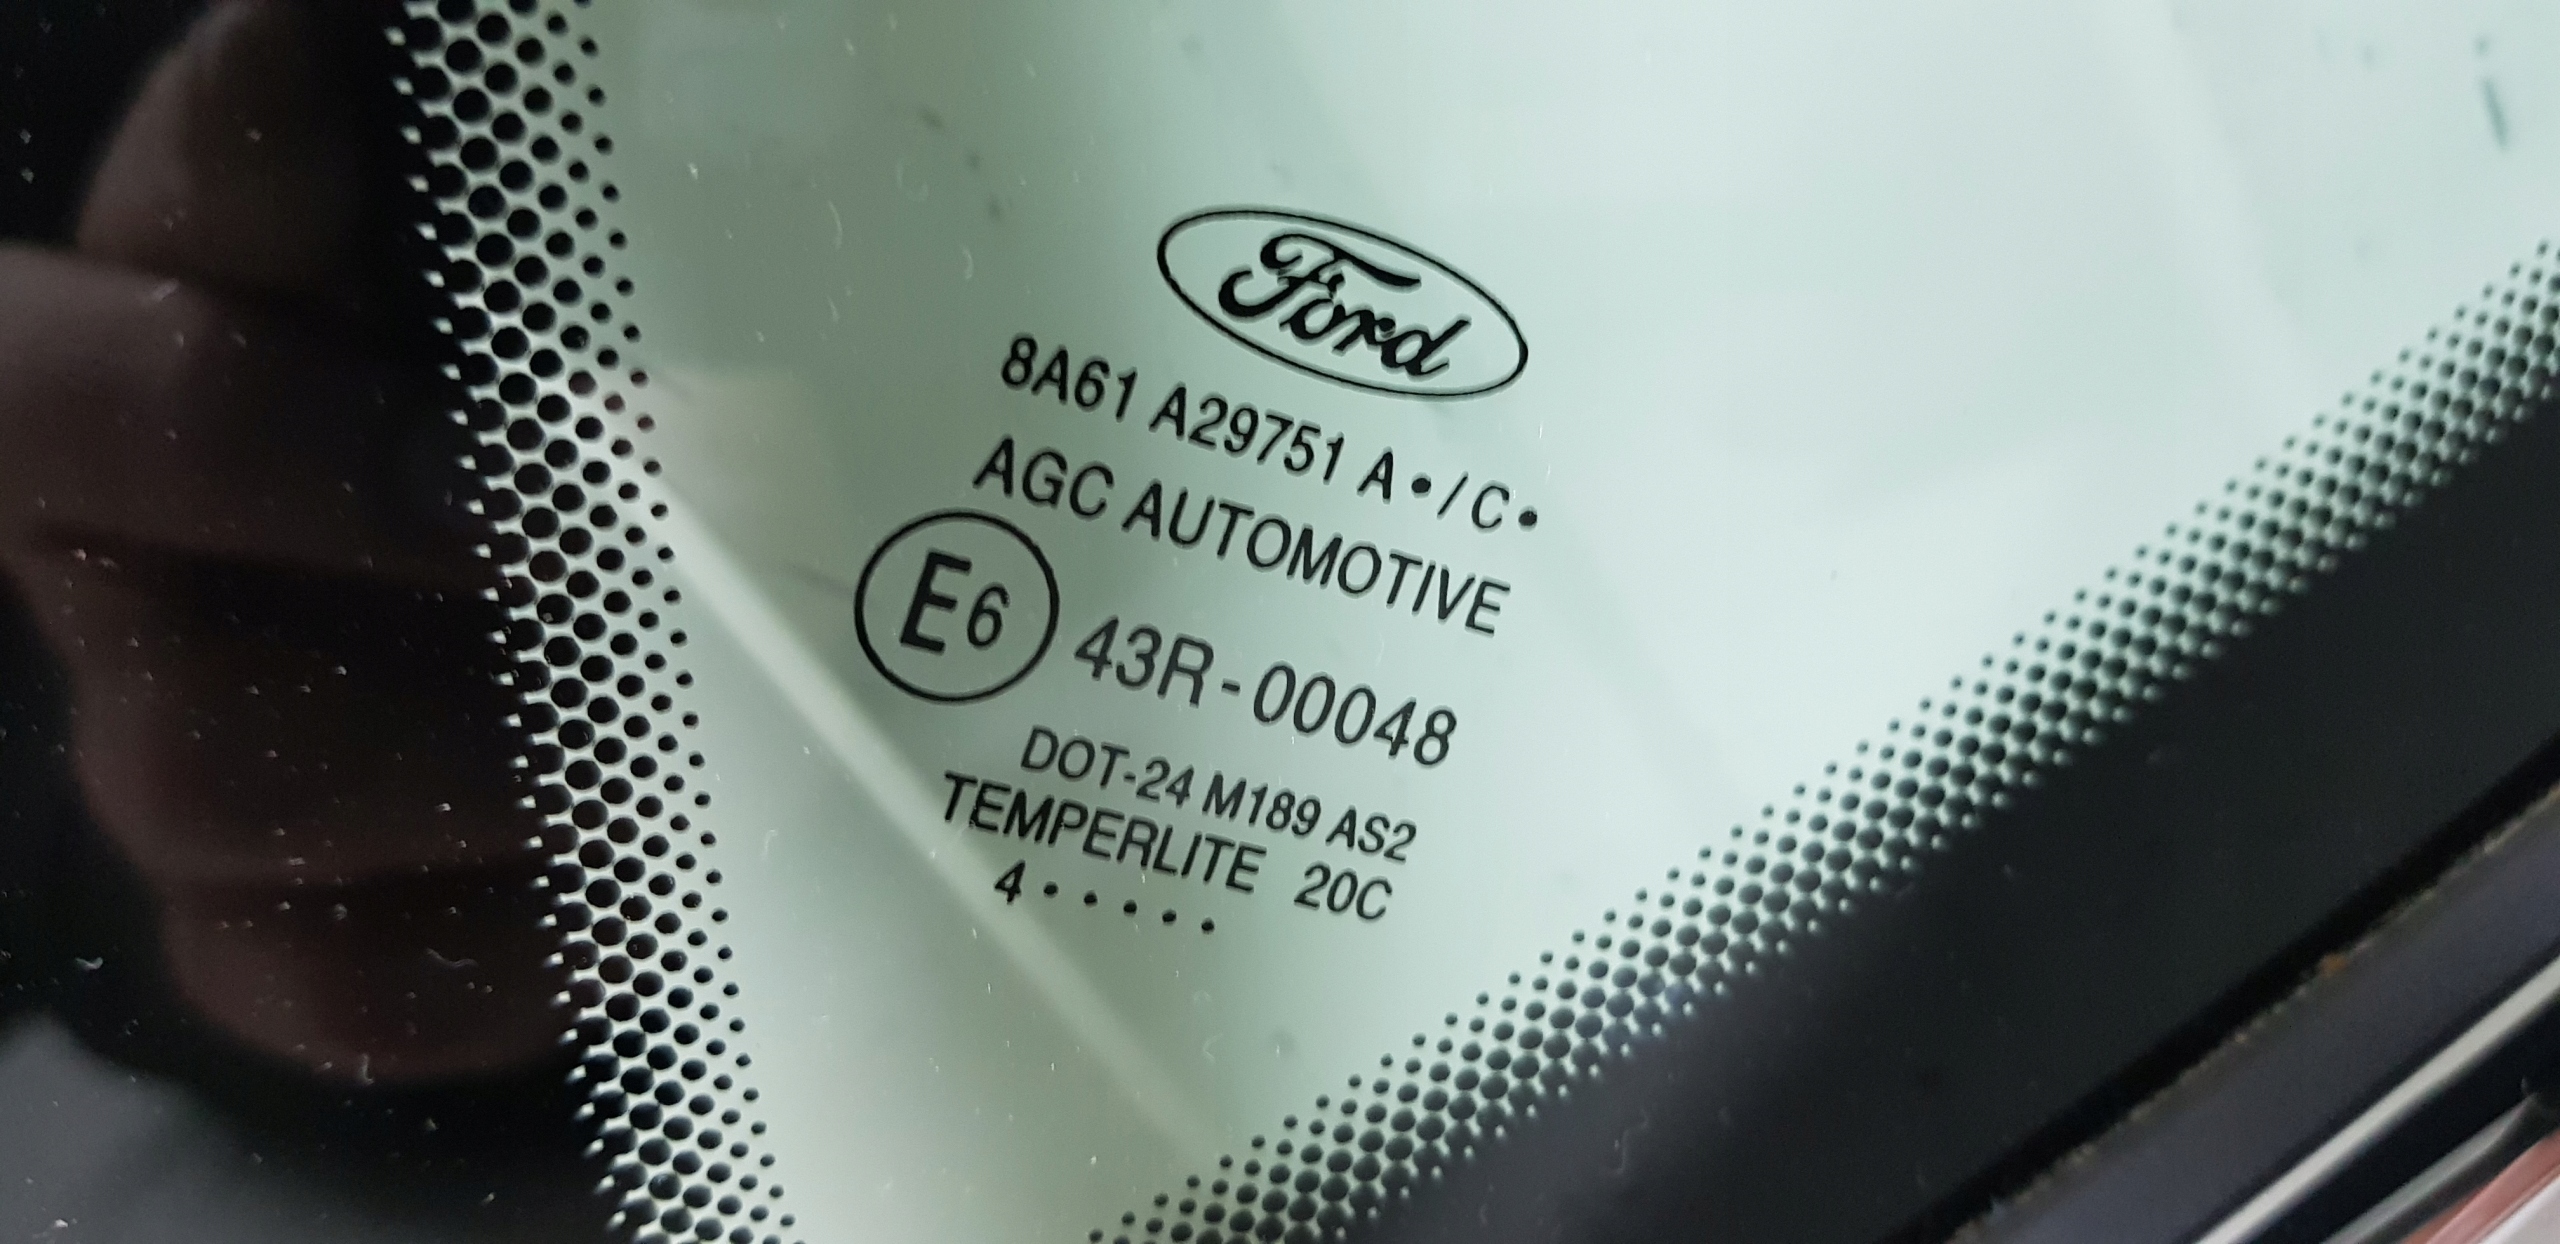 Ford
8A61 A29751 A•/C•
AGC AUTOMOTIVE
E6 43R-00048
DOT-24 M189 AS2
TEMPERLITE 20C
4 • • • • •